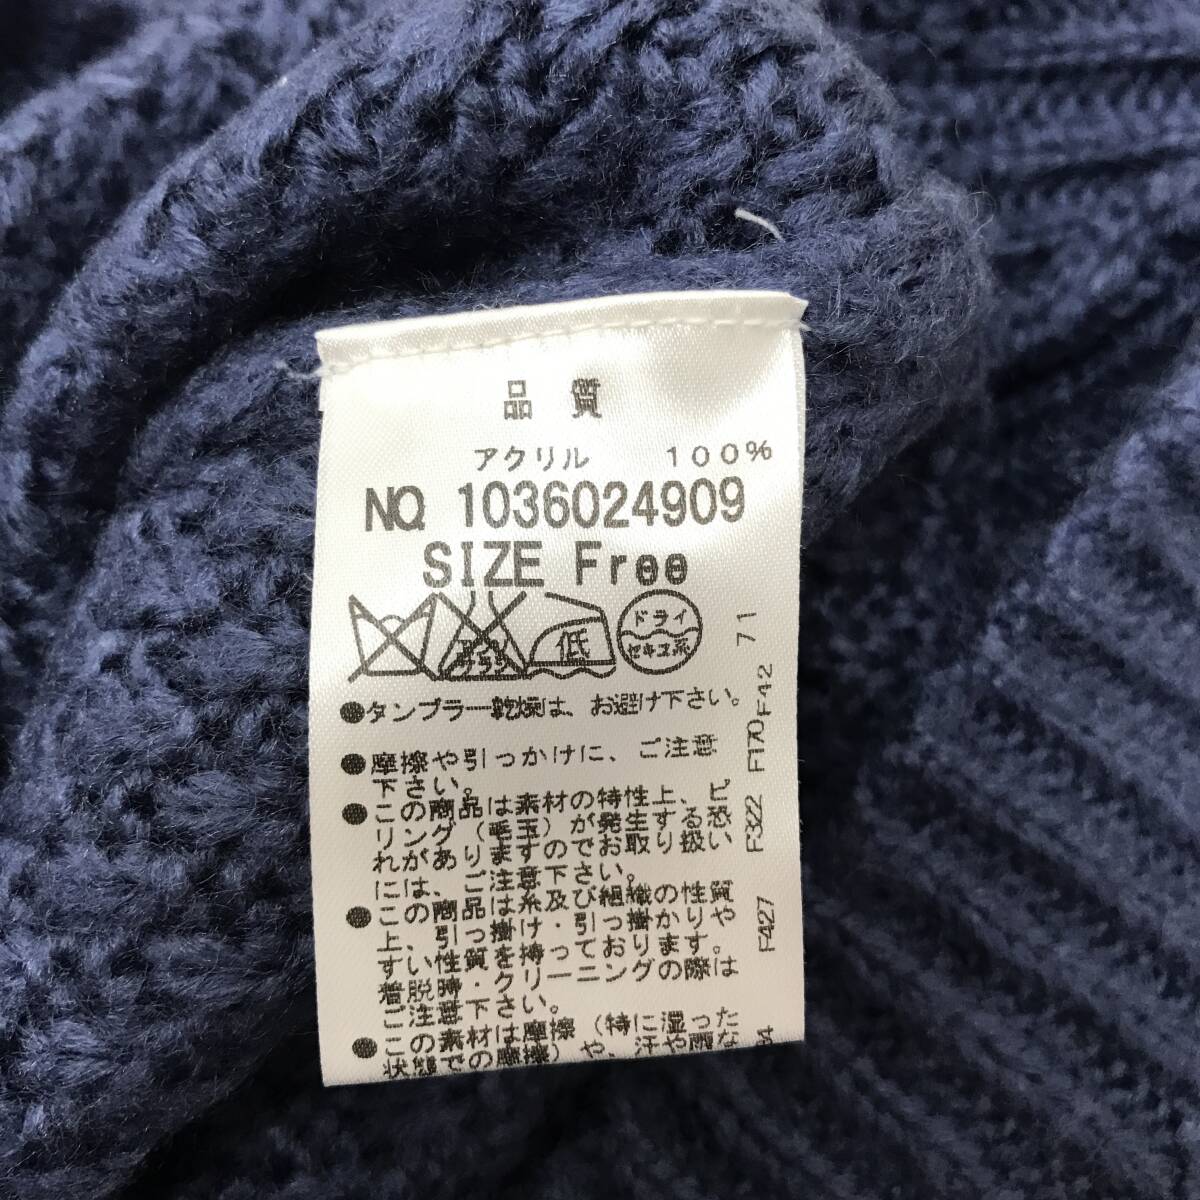 品質
アクリル 100%
NO. 1036024909
SIZE Free
エンソサラシ
低
ドライ
セキユ系
●タンブラー乾燥は、お避け下さい。
●摩擦や引っかけに、ご注意
下さい。
●この商品は素材の特性上、ピ
リング(毛玉)が発生する恐
れがありますのでお取り扱い
には、ご注意下さい。
●この商品は糸及び組織の性質
上、引っ掛け・引っ掛かりや
すい性質を持っております。
着脱時・クリーニングの際は
ご注意下さい。
●この素材は摩擦(特に湿った
状態での摩擦)や、汗や雨な
71
F42
F170
F322
F427